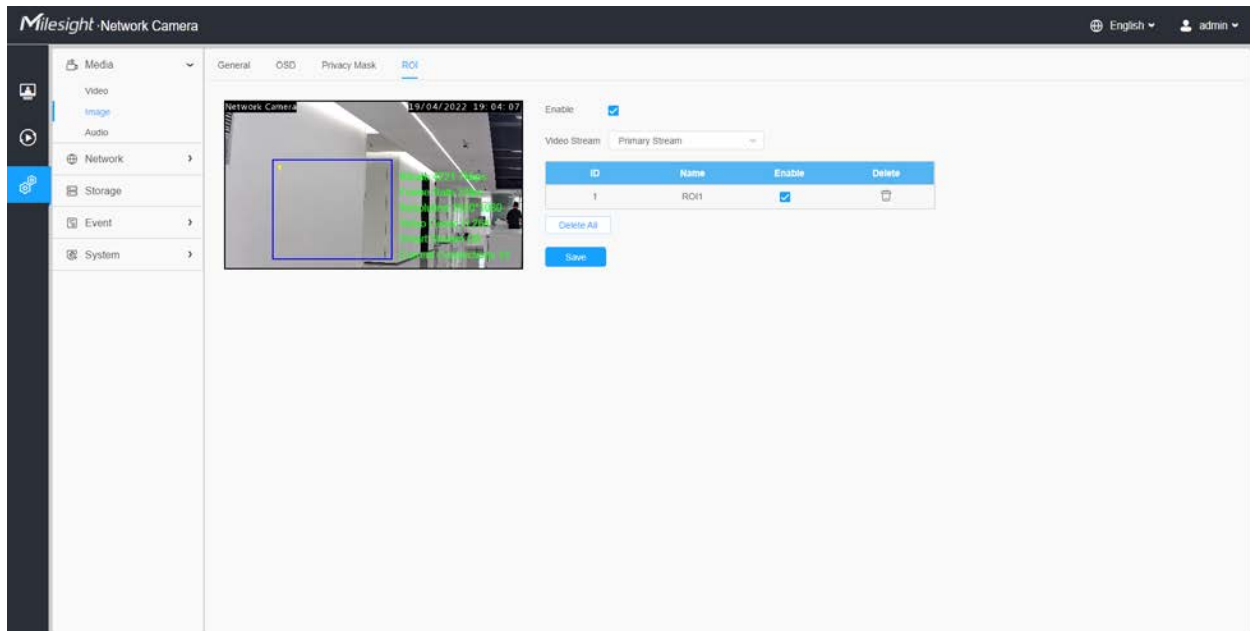 Milesight · Network Camera
English
admin
Media
Video
Image
Audio
Network
Storage
Event
System
General OSD Privacy Mask ROI
Network Camera 19/04/2022 19:04:07
Enable
Video Stream Primary Stream
ID Name Enable Delete
1 ROI1
Delete All
Save